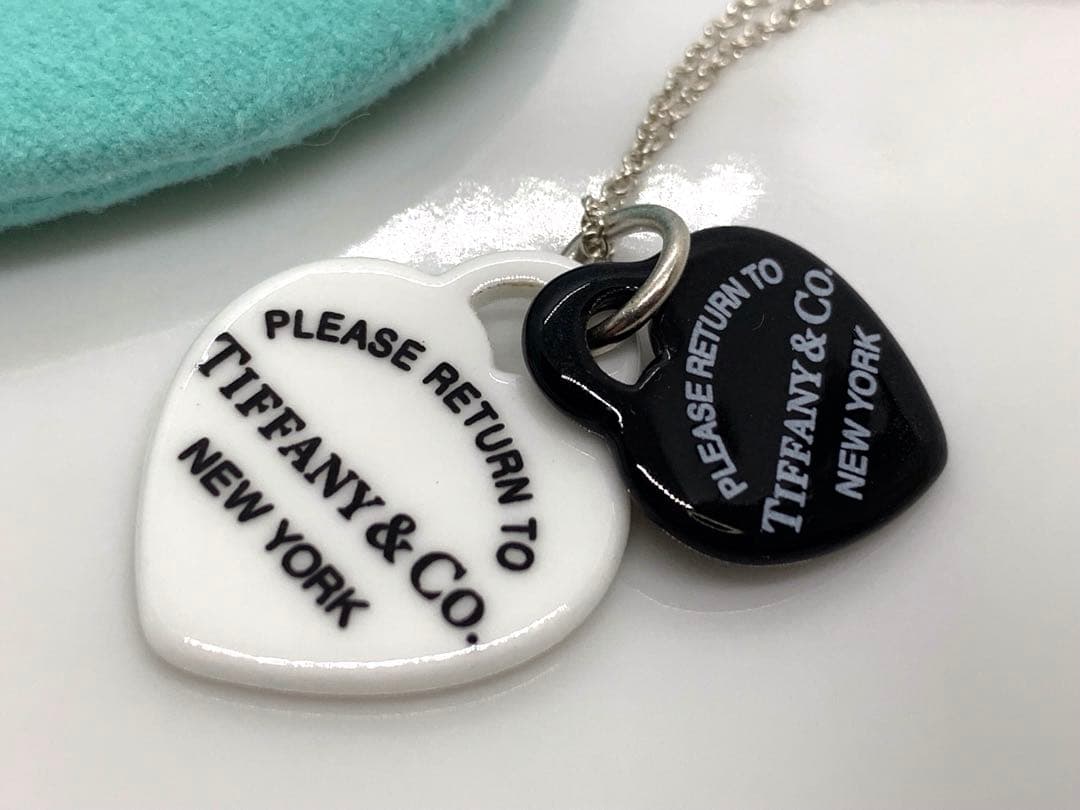 PLEASE RETURN TO
TIFFANY & CO.
NEW YORK
PLEASE RETURN TO
TIFFANY & CO.
NEW YORK